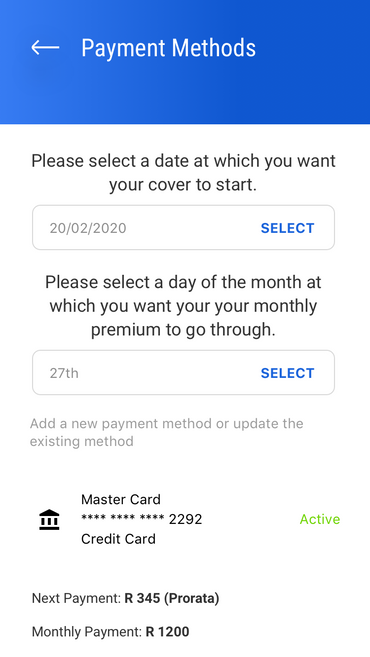 Payment Methods
Please select a date at which you want
your cover to start.
20/02/2020 SELECT
Please select a day of the month at
which you want your your monthly
premium to go through.
27th SELECT
Add a new payment method or update the
existing method
Master Card
**** **** **** 2292 Active
Credit Card
Next Payment: R 345 (Prorata)
Monthly Payment: R 1200